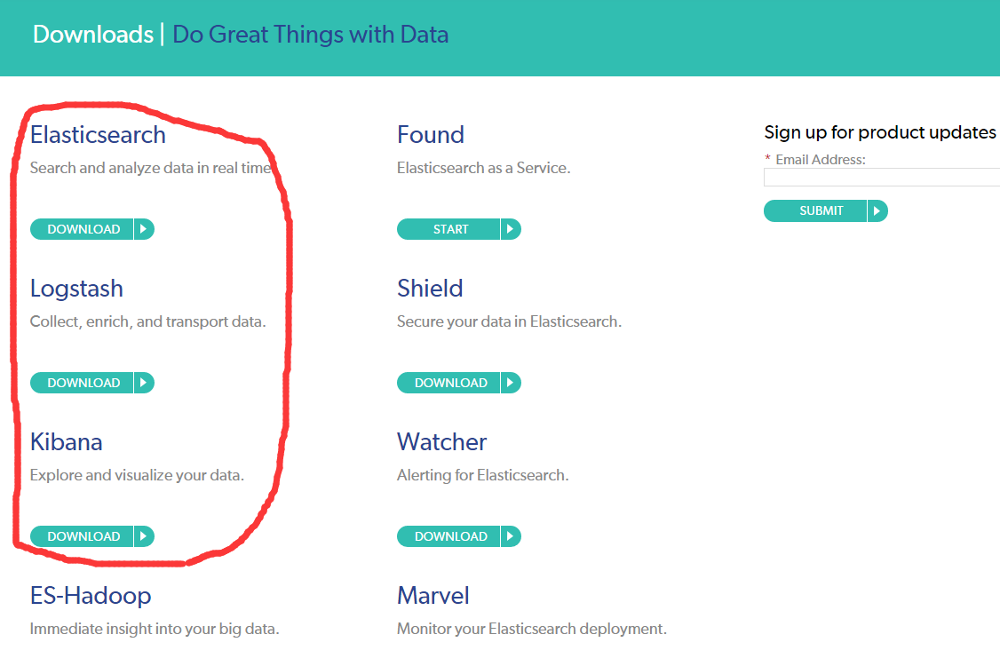 Downloads | Do Great Things with Data
Elasticsearch
Search and analyze data in real time
DOWNLOAD
Logstash
Collect, enrich, and transport data.
DOWNLOAD
Kibana
Explore and visualize your data.
DOWNLOAD
ES-Hadoop
Immediate insight into your big data.
Found
Elasticsearch as a Service.
START
Shield
Secure your data in Elasticsearch.
DOWNLOAD
Watcher
Alerting for Elasticsearch.
DOWNLOAD
Marvel
Monitor your Elasticsearch deployment.
Sign up for product updates
* Email Address:
SUBMIT